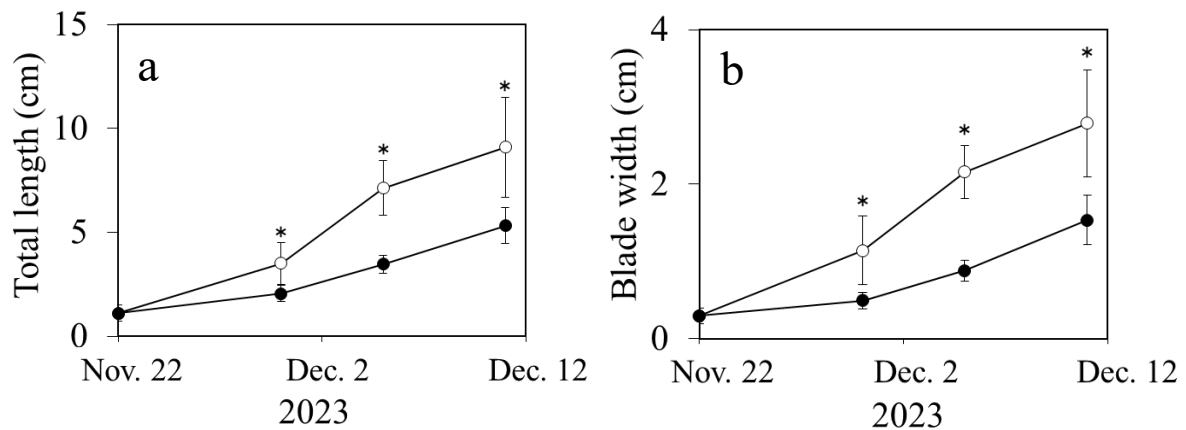 a
Total length (cm)
15
10
5
0
* * *
Nov. 22 Dec. 2 Dec. 12
2023
b
Blade width (cm)
4
2
0
* * *
Nov. 22 Dec. 2 Dec. 12
2023